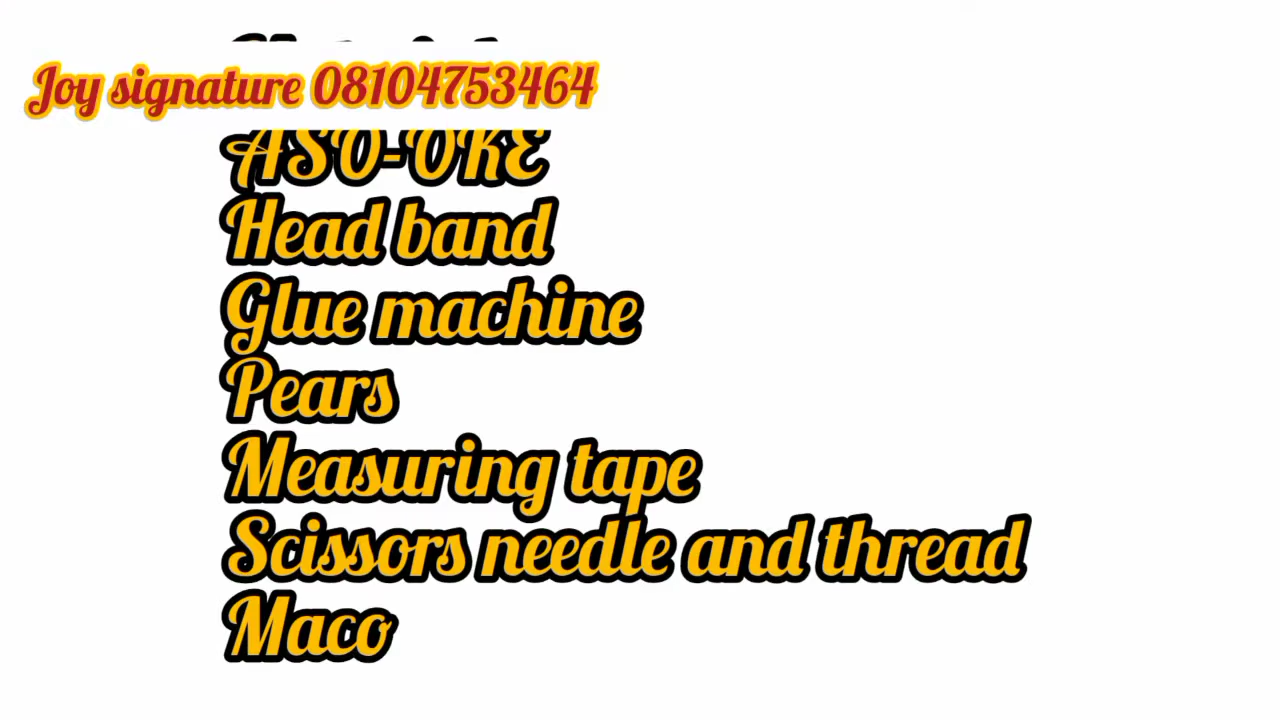 Joy signature 08104753464
ASO-OKE
Head band
Glue machine
Pears
Measuring tape
Scissors needle and thread
Maco